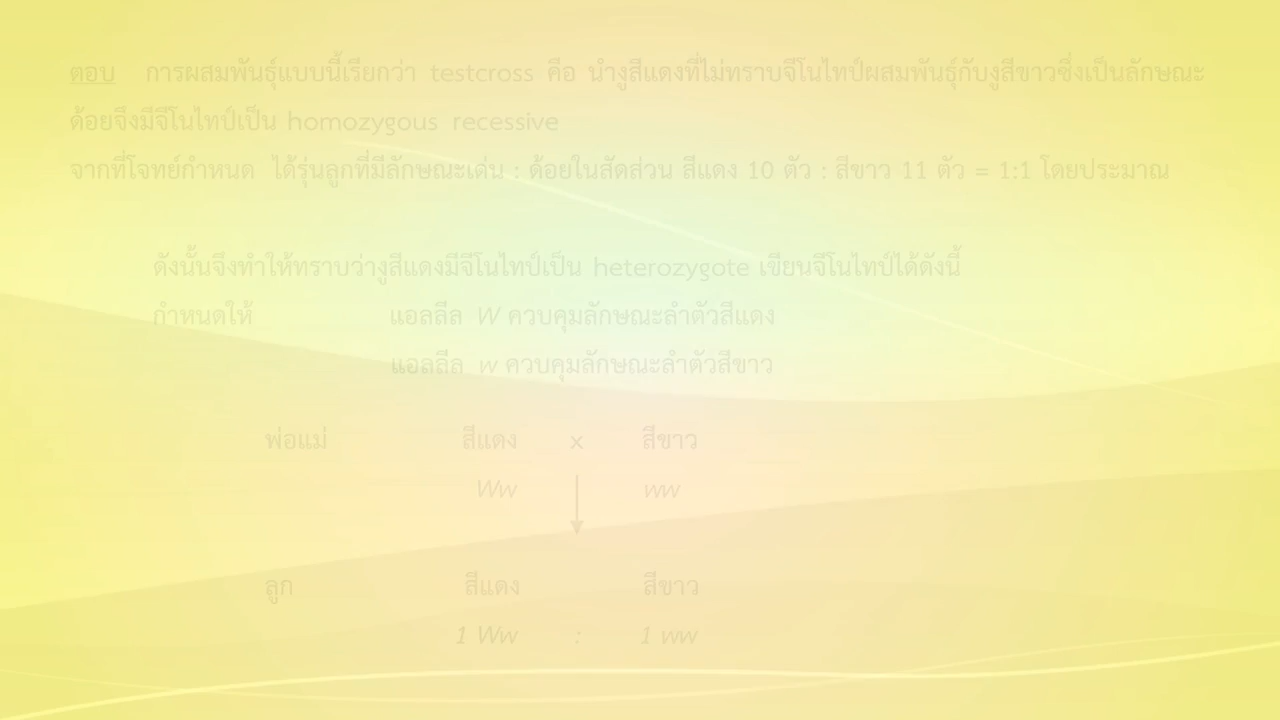 ตอบ การผสมพันธุ์แบบนี้เรียกว่า testcross คือ นำงูสีแดงที่ไม่ทราบจีโนไทป์ผสมพันธุ์กับงูสีขาวซึ่งเป็นลักษณะ
ด้อยจึงมีจีโนไทป์เป็น homozygous recessive
จากที่โจทย์กำหนด ได้รุ่นลูกที่มีลักษณะเด่น : ด้อยในสัดส่วน สีแดง 10 ตัว : สีขาว 11 ตัว = 1:1 โดยประมาณ
ดังนั้นจึงทำให้ทราบว่างูสีแดงมีจีโนไทป์เป็น heterozygote เขียนจีโนไทป์ได้ดังนี้
กำหนดให้ แอลลีล W ควบคุมลักษณะลำตัวสีแดง
แอลลีล w ควบคุมลักษณะลำตัวสีขาว
พ่อแม่ สีแดง x สีขาว
Ww ww
ลูก สีแดง สีขาว
1 Ww : 1 ww